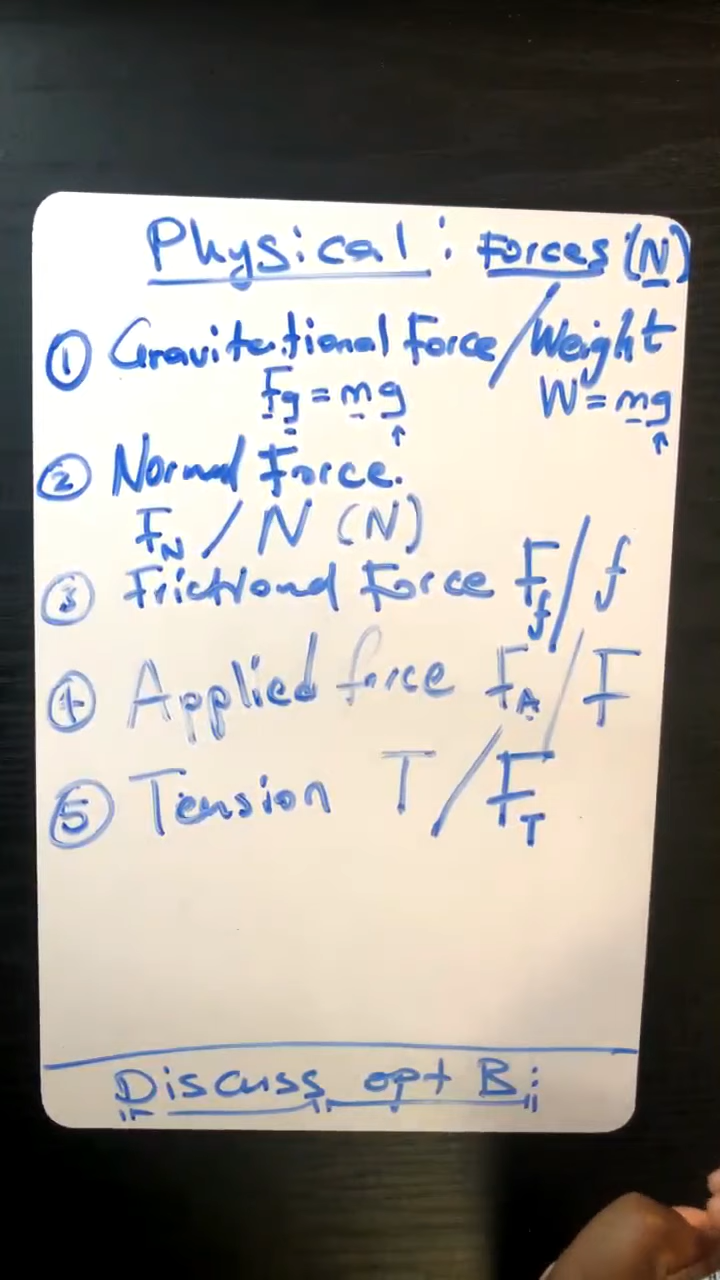 Physical : Forces (N)
① Gravitational Force / Weight
Fg = mg W = mg
② Normal Force.
FN / N (N)
③ Frictional Force Ff / f
④ Applied force FA / F
⑤ Tension T / FT
Discuss opt B: